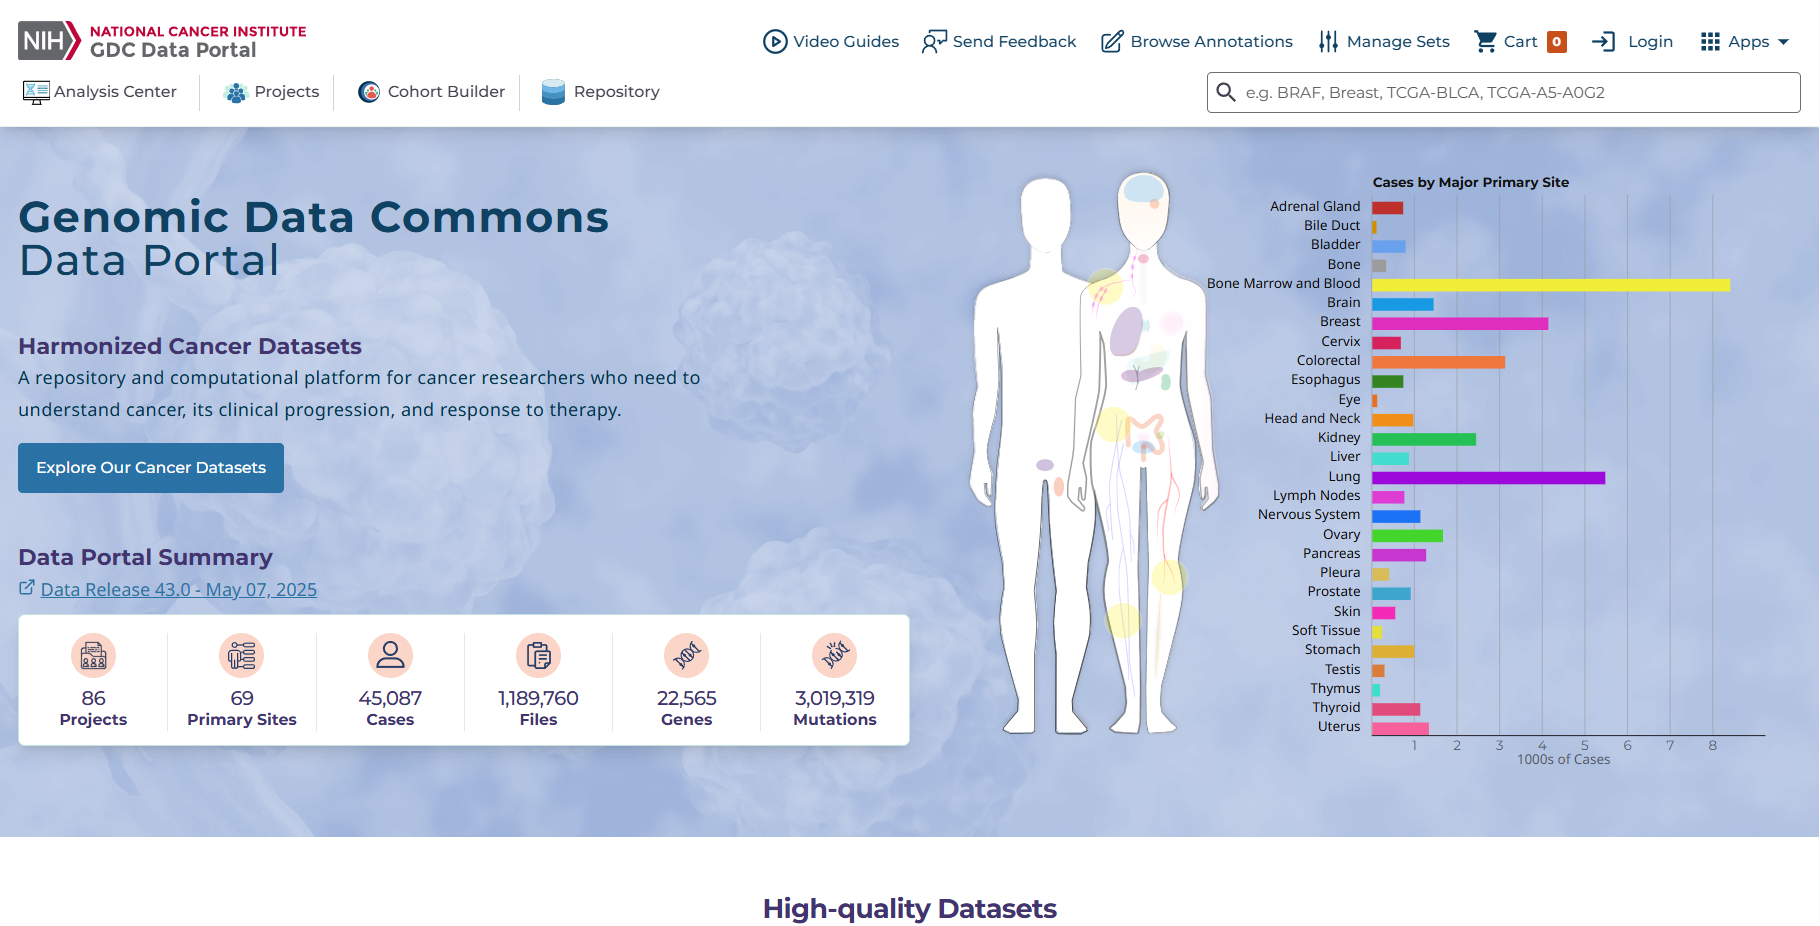 NIH
NATIONAL CANCER INSTITUTE
GDC Data Portal
Video Guides
Send Feedback
Browse Annotations
Manage Sets
Cart 0
Login
Apps
Analysis Center
Projects
Cohort Builder
Repository
e.g. BRAF, Breast, TCGA-BLCA, TCGA-A5-A0G2
Genomic Data Commons
Data Portal
Harmonized Cancer Datasets
A repository and computational platform for cancer researchers who need to
understand cancer, its clinical progression, and response to therapy.
Explore Our Cancer Datasets
Data Portal Summary
Data Release 43.0 - May 07, 2025
86
Projects
69
Primary Sites
45,087
Cases
1,189,760
Files
22,565
Genes
3,019,319
Mutations
Cases by Major Primary Site
Adrenal Gland
Bile Duct
Bladder
Bone
Bone Marrow and Blood
Brain
Breast
Cervix
Colorectal
Esophagus
Eye
Head and Neck
Kidney
Liver
Lung
Lymph Nodes
Nervous System
Ovary
Pancreas
Pleura
Prostate
Skin
Soft Tissue
Stomach
Testis
Thymus
Thyroid
Uterus
1 2 3 4 5 6 7 8
1000s of Cases
High-quality Datasets